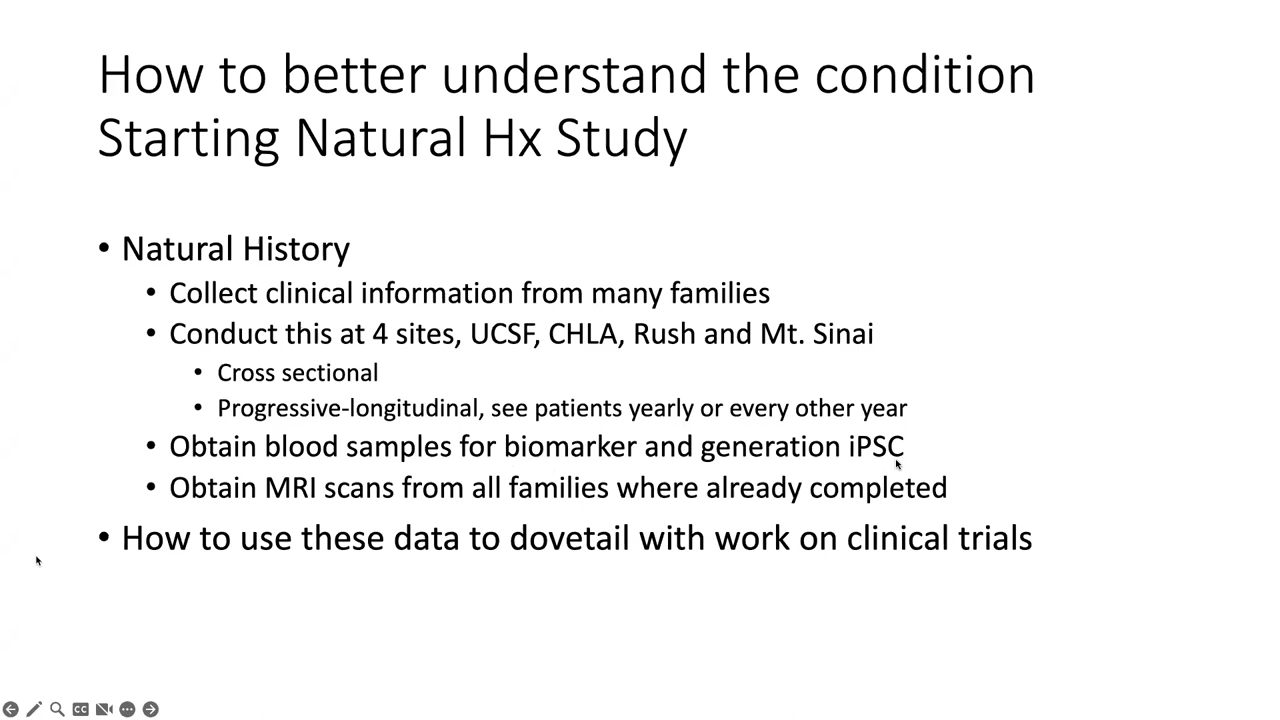 How to better understand the condition
Starting Natural Hx Study
• Natural History
• Collect clinical information from many families
• Conduct this at 4 sites, UCSF, CHLA, Rush and Mt. Sinai
• Cross sectional
• Progressive-longitudinal, see patients yearly or every other year
• Obtain blood samples for biomarker and generation iPSC
• Obtain MRI scans from all families where already completed
• How to use these data to dovetail with work on clinical trials
CC